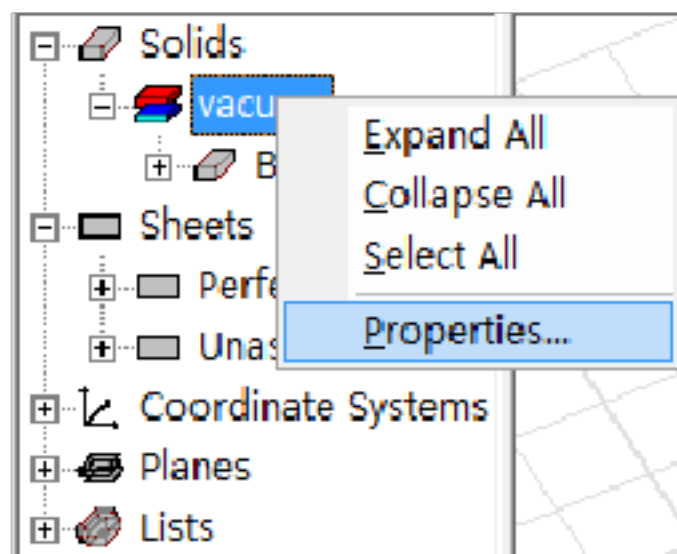 Solids
vacu
Expand All
B
Collapse All
Sheets
Select All
Perfe
Unas
Properties...
Coordinate Systems
Planes
Lists